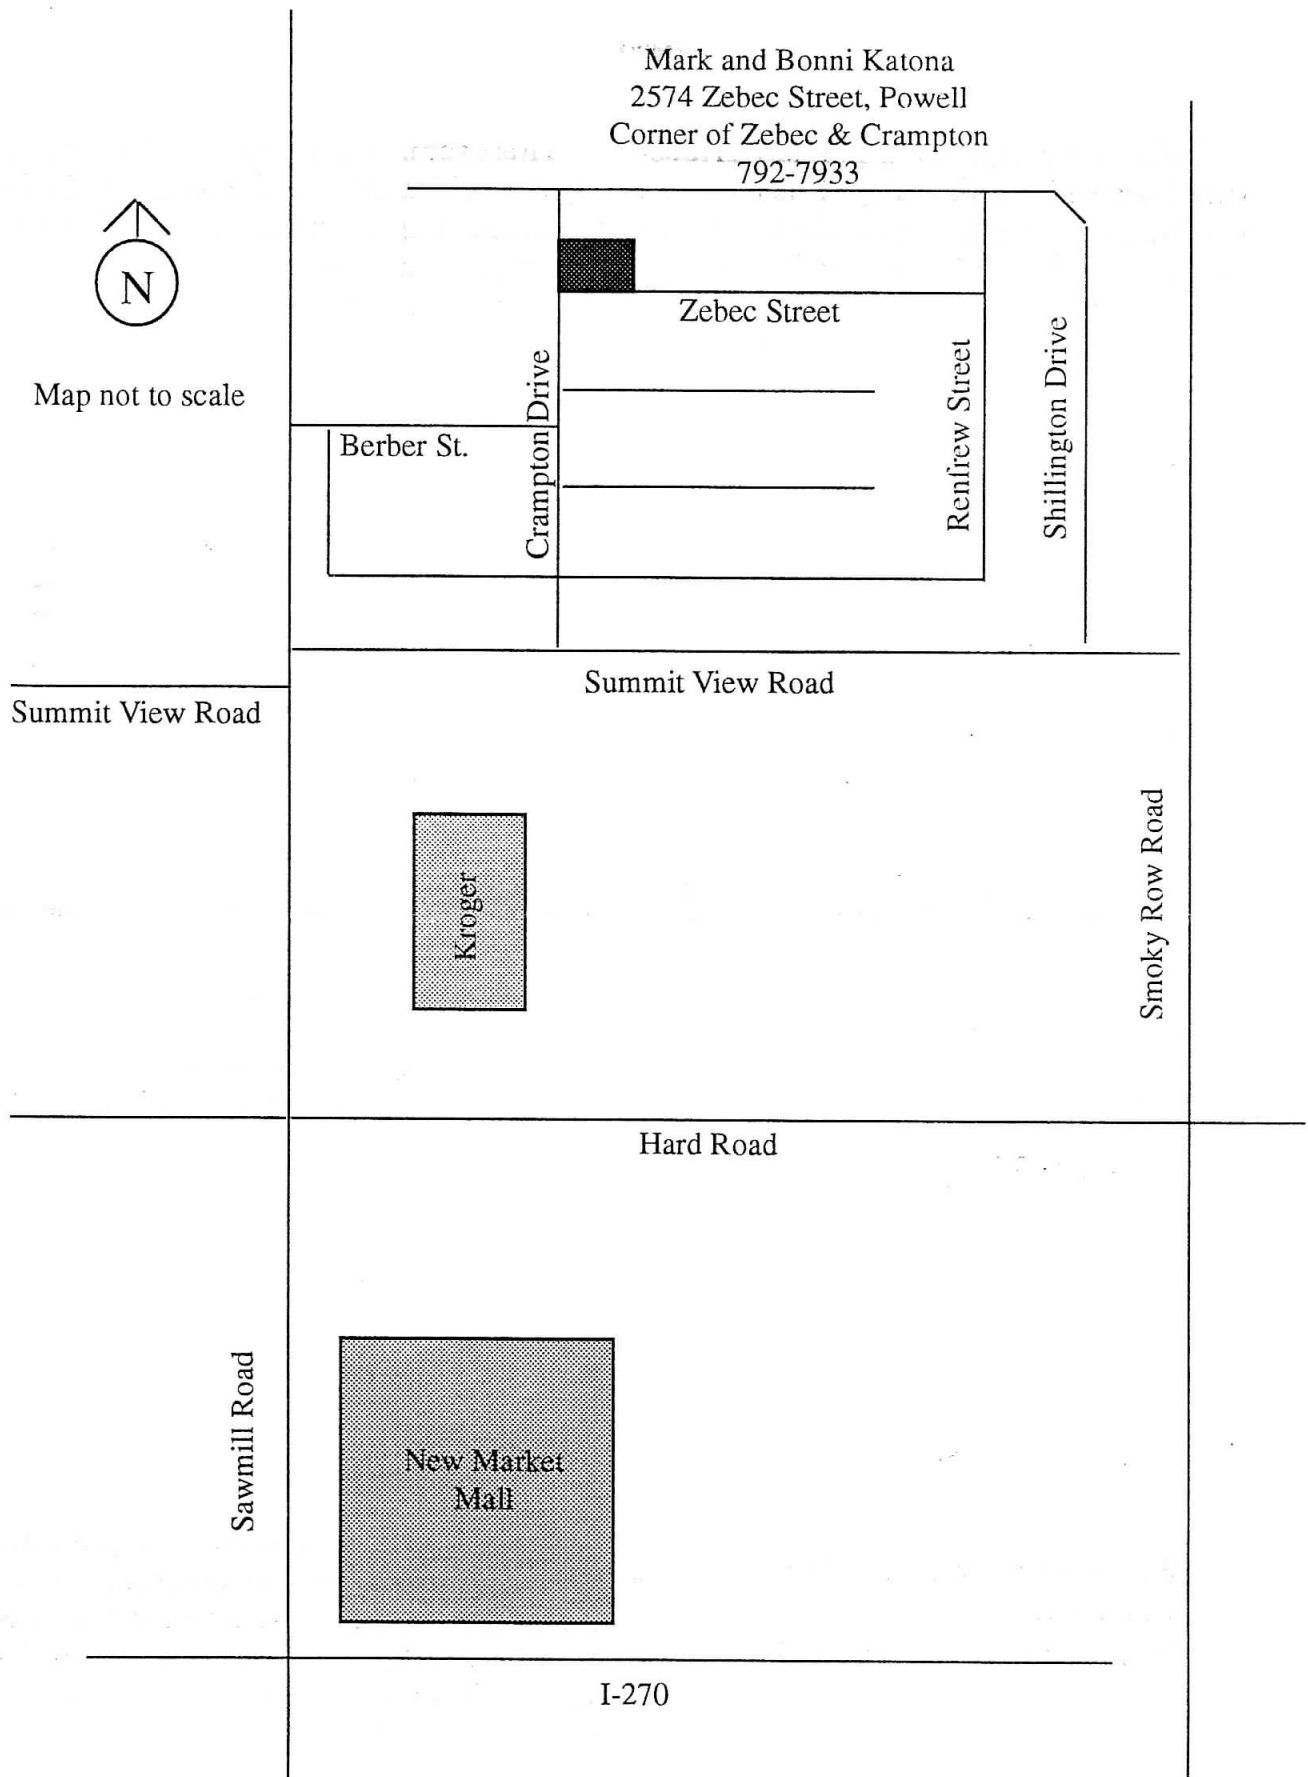 Mark and Bonni Katona
2574 Zebec Street, Powell
Corner of Zebec & Crampton
792-7933
N
Map not to scale
Zebec Street
Crampton Drive
Renfrew Street
Shillington Drive
Berber St.
Summit View Road
Summit View Road
Kroger
Smoky Row Road
Hard Road
Sawmill Road
New Market
Mall
I-270